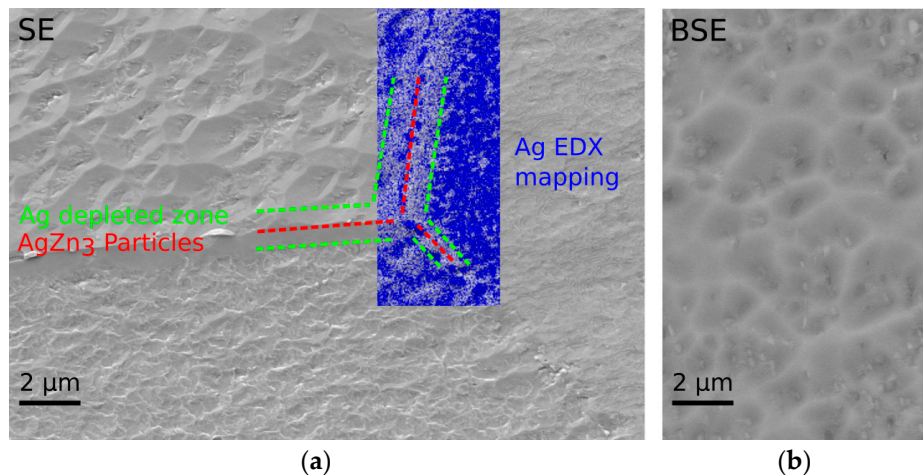 SE
BSE
Ag EDX
mapping
Ag depleted zone
AgZn3 Particles
2 μm
2 μm
(a)
(b)